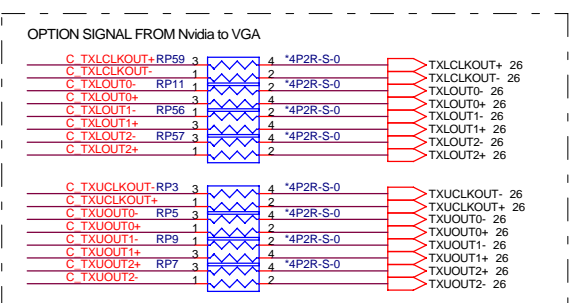 OPTION SIGNAL FROM Nvidia to VGA
C_TXLCLKOUT+ RP59 3 4 *4P2R-S-0 TXLCLKOUT+ 26
C_TXLCLKOUT- 1 2 TXLCLKOUT- 26
C_TXLOUT0- RP11 1 2 *4P2R-S-0 TXLOUT0- 26
C_TXLOUT0+ 3 4 TXLOUT0+ 26
C_TXLOUT1- RP56 1 2 *4P2R-S-0 TXLOUT1- 26
C_TXLOUT1+ 3 4 TXLOUT1+ 26
C_TXLOUT2- RP57 3 4 *4P2R-S-0 TXLOUT2- 26
C_TXLOUT2+ 1 2 TXLOUT2+ 26
C_TXUCLKOUT- RP3 3 4 *4P2R-S-0 TXUCLKOUT- 26
C_TXUCLKOUT+ 1 2 TXUCLKOUT+ 26
C_TXUOUT0- RP5 3 4 *4P2R-S-0 TXUOUT0- 26
C_TXUOUT0+ 1 2 TXUOUT0+ 26
C_TXUOUT1- RP9 1 2 *4P2R-S-0 TXUOUT1- 26
C_TXUOUT1+ 3 4 TXUOUT1+ 26
C_TXUOUT2+ RP7 3 4 *4P2R-S-0 TXUOUT2+ 26
C_TXUOUT2- 1 2 TXUOUT2- 26